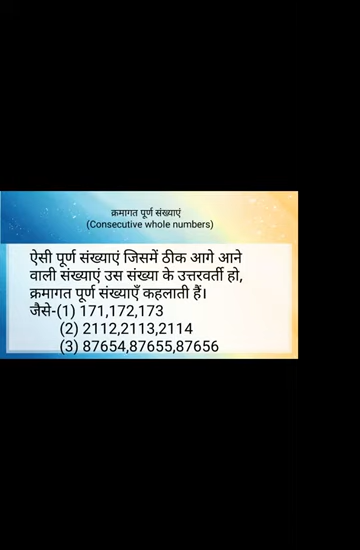 क्रमागत पूर्ण संख्याएं
(Consecutive whole numbers)
ऐसी पूर्ण संख्याएं जिसमें ठीक आगे आने
वाली संख्याएं उस संख्या के उत्तरवर्ती हो,
क्रमागत पूर्ण संख्याएँ कहलाती हैं।
जैसे-(1) 171,172,173
(2) 2112,2113,2114
(3) 87654,87655,87656